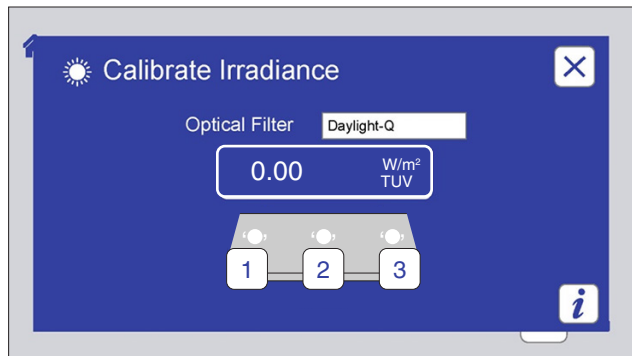 Calibrate Irradiance
Optical Filter Daylight-Q
0.00 W/m²
TUV
1 2 3
i